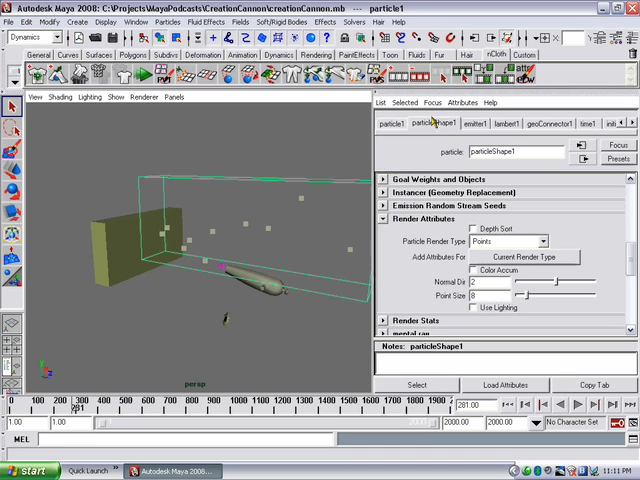 Autodesk Maya 2008: C:\Projects\MayaPodcasts\CreationCannon\creationCannon.mb --- particle1
File Edit Modify Create Display Window Assets Particles Fluid Effects Fields Soft/Rigid Bodies Effects Solvers Hair Help
Dynamics
General Curves Surfaces Polygons Subdivs Deformation Animation Dynamics Rendering PaintEffects Toon Fluids Fur Hair nCloth Custom
View Shading Lighting Show Renderer Panels
List Selected Focus Attributes Help
particle1 particleShape1 emitter1 lambert1 geoConnector1 time1 initi
particle: particleShape1
Focus
Presets
Goal Weights and Objects
Instancer (Geometry Replacement)
Emission Random Stream Seeds
Render Attributes
Depth Sort
Particle Render Type Points
Add Attributes For Current Render Type
Color Accum
Normal Dir 2
Point Size 8
Use Lighting
Render Stats
mental ray
persp
Notes: particleShape1
Select Load Attributes Copy Tab
0 100 200 300 400 500 600 700 800 900 1000 1100 1200 1300 1400 1500 1600 1700 1800 1900
281
281.00
1.00 1.00 2000.00 2000.00 No Character Set
MEL
start Quick Launch Autodesk Maya 2008... 11:11 PM